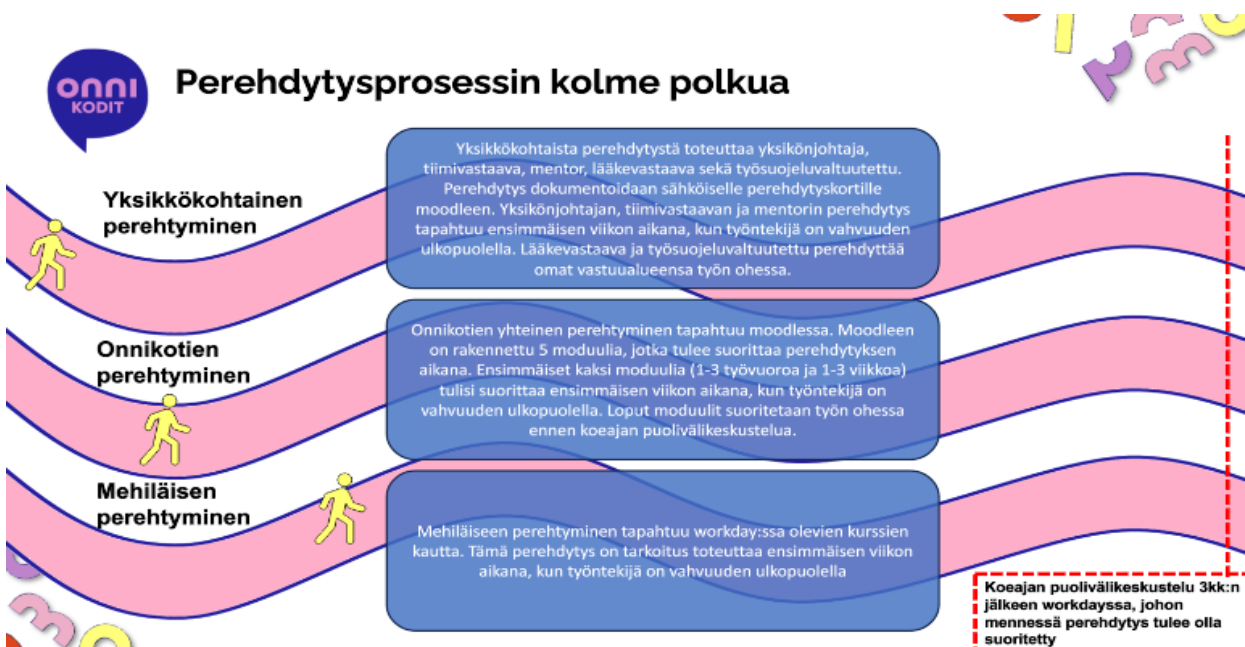 onni
KODIT
Perehdytysprosessin kolme polkua
Yksikkökohtainen
perehtyminen
Yksikkökohtaista perehdytystä toteuttaa yksikönjohtaja,
tiimivastaava, mentor, lääkevastaava sekä työsuojeluvaltuutettu.
Perehdytys dokumentoidaan sähköiselle perehdytyskortille
moodleen. Yksikönjohtajan, tiimivastaavan ja mentorin perehdytys
tapahtuu ensimmäisen viikon aikana, kun työntekijä on vahvuuden
ulkopuolella. Lääkevastaava ja työsuojeluvaltuutettu perehdyttää
omat vastuualueensa työn ohessa.
Onnikotien
perehtyminen
Onnikotien yhteinen perehtyminen tapahtuu moodlessa. Moodleen
on rakennettu 5 moduulia, jotka tulee suorittaa perehdytyksen
aikana. Ensimmäiset kaksi moduulia (1-3 työvuoroa ja 1-3 viikkoa)
tulisi suorittaa ensimmäisen viikon aikana, kun työntekijä on
vahvuuden ulkopuolella. Loput moduulit suoritetaan työn ohessa
ennen koeajan puolivälikeskustelua.
Mehiläisen
perehtyminen
Mehiläiseen perehtyminen tapahtuu workday:ssa olevien kurssien
kautta. Tämä perehdytys on tarkoitus toteuttaa ensimmäisen viikon
aikana, kun työntekijä on vahvuuden ulkopuolella
Koeajan puolivälikeskustelu 3kk:n
jälkeen workdayssa, johon
mennessä perehdytys tulee olla
suoritetty